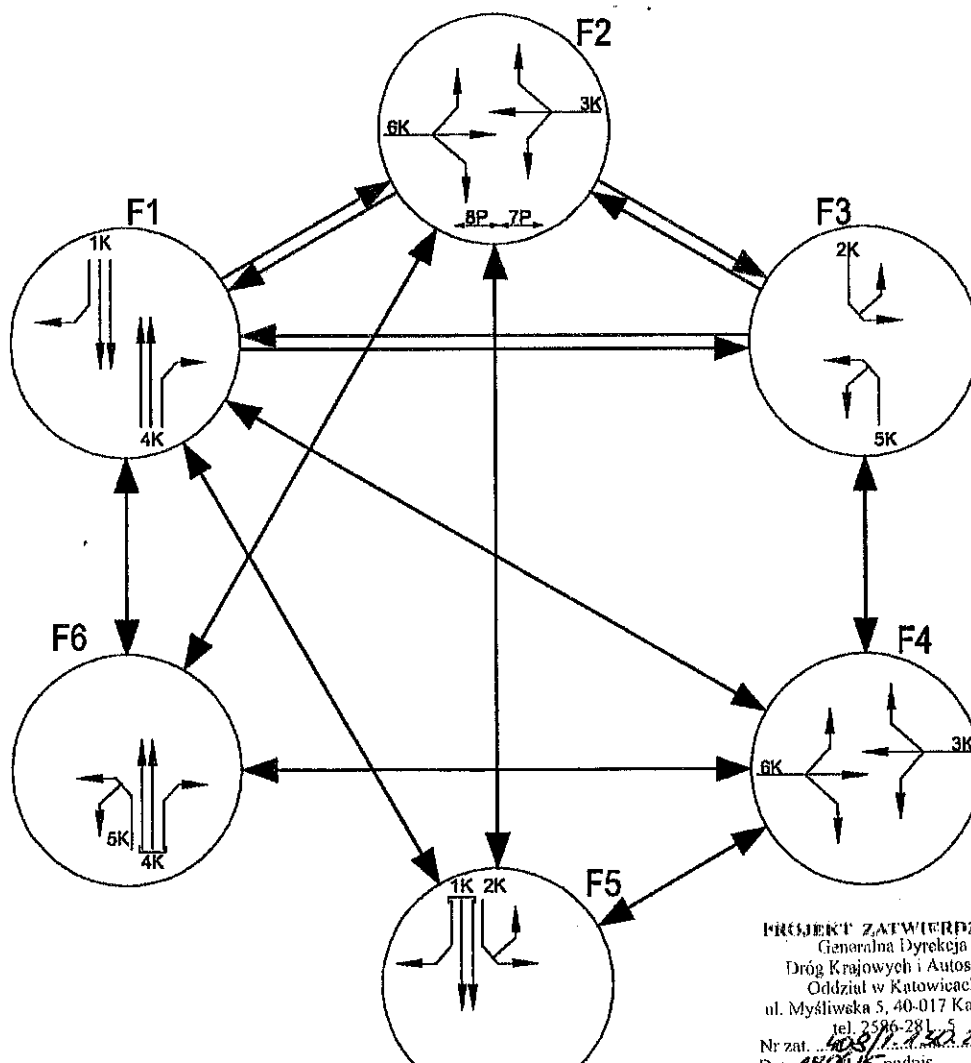 F2
6K
3K
8P 7P
F1
1K
4K
F3
2K
5K
F6
5K
4K
F4
3K
6K
F5
1K 2K
PROJEKT ZATWIERDZ
Generalna Dyrekcja
Dróg Krajowych i Autos
Oddział w Katowicac
ul. Myśliwska 5, 40-017 Ka
tel. 2586-281
Nr zat.
podpis